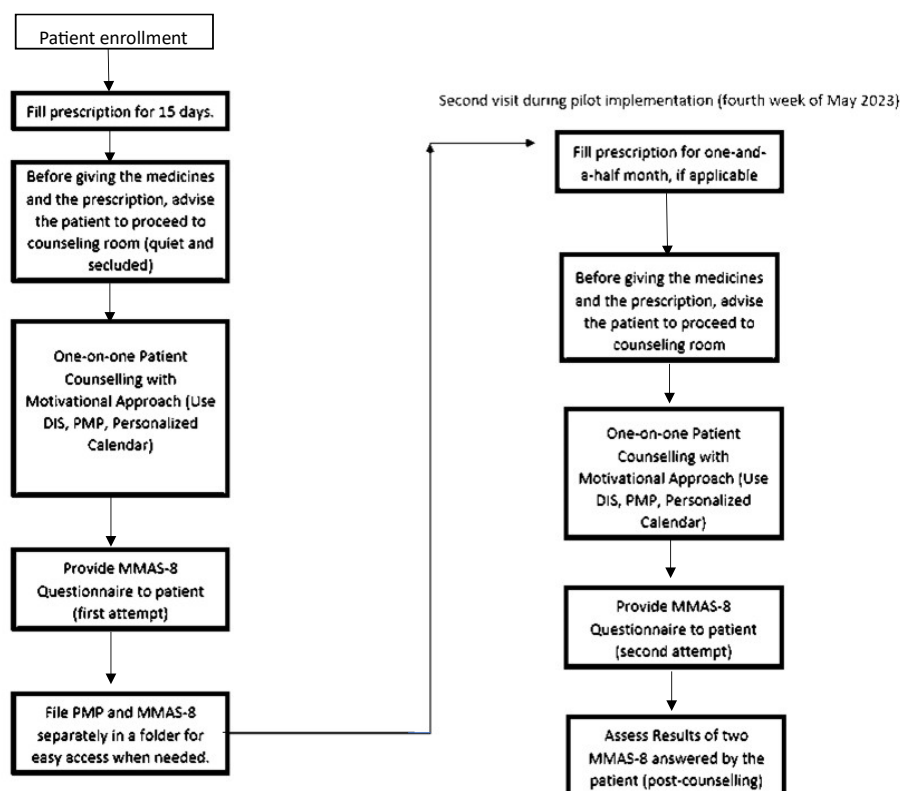 Patient enrollment
Fill prescription for 15 days.
Before giving the medicines
and the prescription, advise
the patient to proceed to
counseling room (quiet and
secluded)
One-on-one Patient
Counselling with
Motivational Approach (Use
DIS, PMP, Personalized
Calendar)
Provide MMAS-8
Questionnaire to patient
(first attempt)
File PMP and MMAS-8
separately in a folder for
easy access when needed.
Second visit during pilot implementation (fourth week of May 2023)
Fill prescription for one-and-
a-half month, if applicable
Before giving the medicines
and the prescription, advise
the patient to proceed to
counseling room
One-on-one Patient
Counselling with
Motivational Approach (Use
DIS, PMP, Personalized
Calendar)
Provide MMAS-8
Questionnaire to patient
(second attempt)
Assess Results of two
MMAS-8 answered by the
patient (post-counselling)